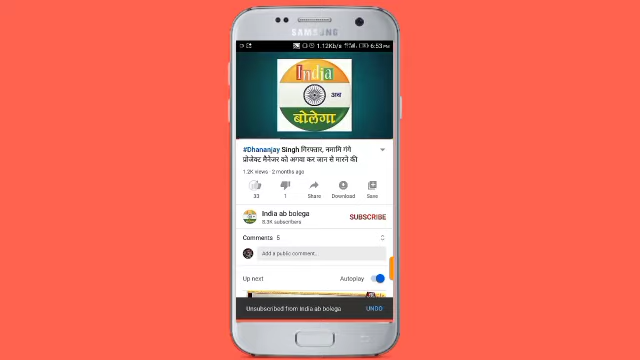 SAMSUNG
1.12Kb/s 6:53 PM
India
अब
बोलेगा
#Dhananjay Singh गिरफ्तार, नमामि गंगे
प्रोजेक्ट मैनेजर को अगवा कर जान से मारने की
1.2K views · 2 months ago
33 1 Share Download Save
India ab bolega SUBSCRIBE
8.3K subscribers
Comments 5
Add a public comment...
Up next Autoplay
Unsubscribed from India ab bolega UNDO